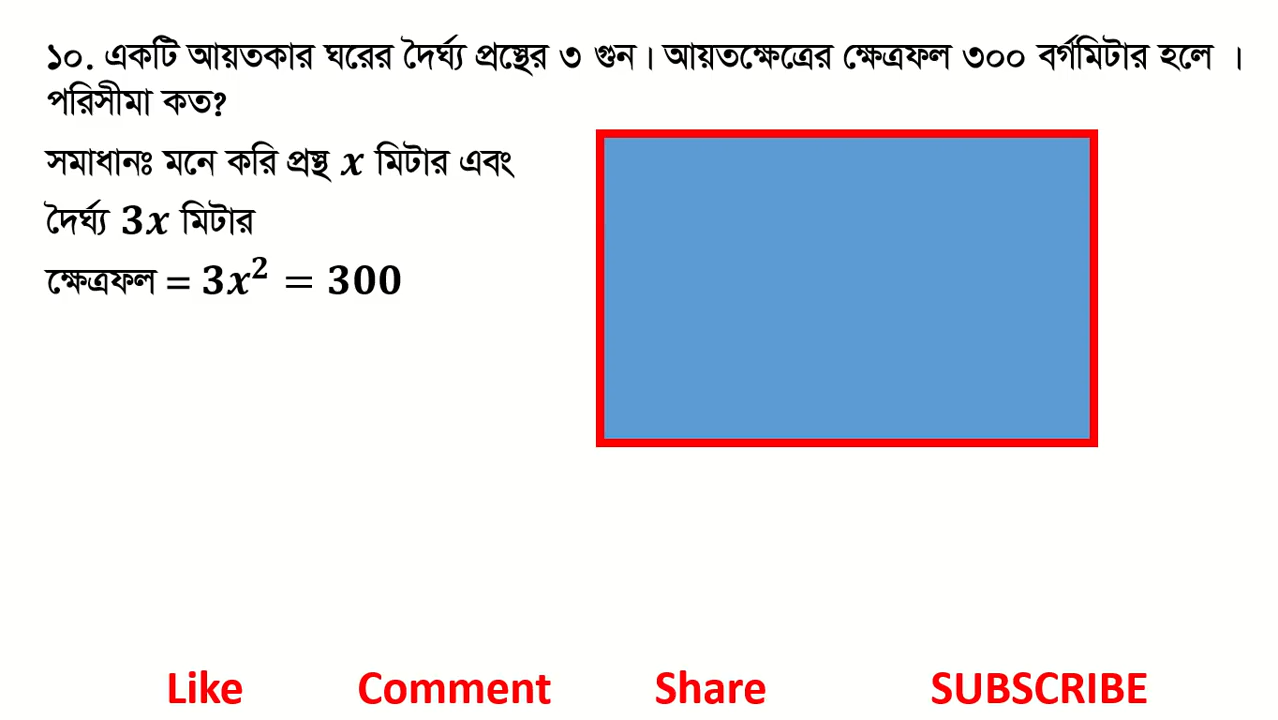 ১০. একটি আয়তকার ঘরের দৈর্ঘ্য প্রস্থের ৩ গুন। আয়তক্ষেত্রের ক্ষেত্রফল ৩০০ বর্গমিটার হলে ।
পরিসীমা কত?
সমাধানঃ মনে করি প্রস্থ x মিটার এবং
দৈর্ঘ্য 3x মিটার
ক্ষেত্রফল = 3x² = 300
Like Comment Share SUBSCRIBE